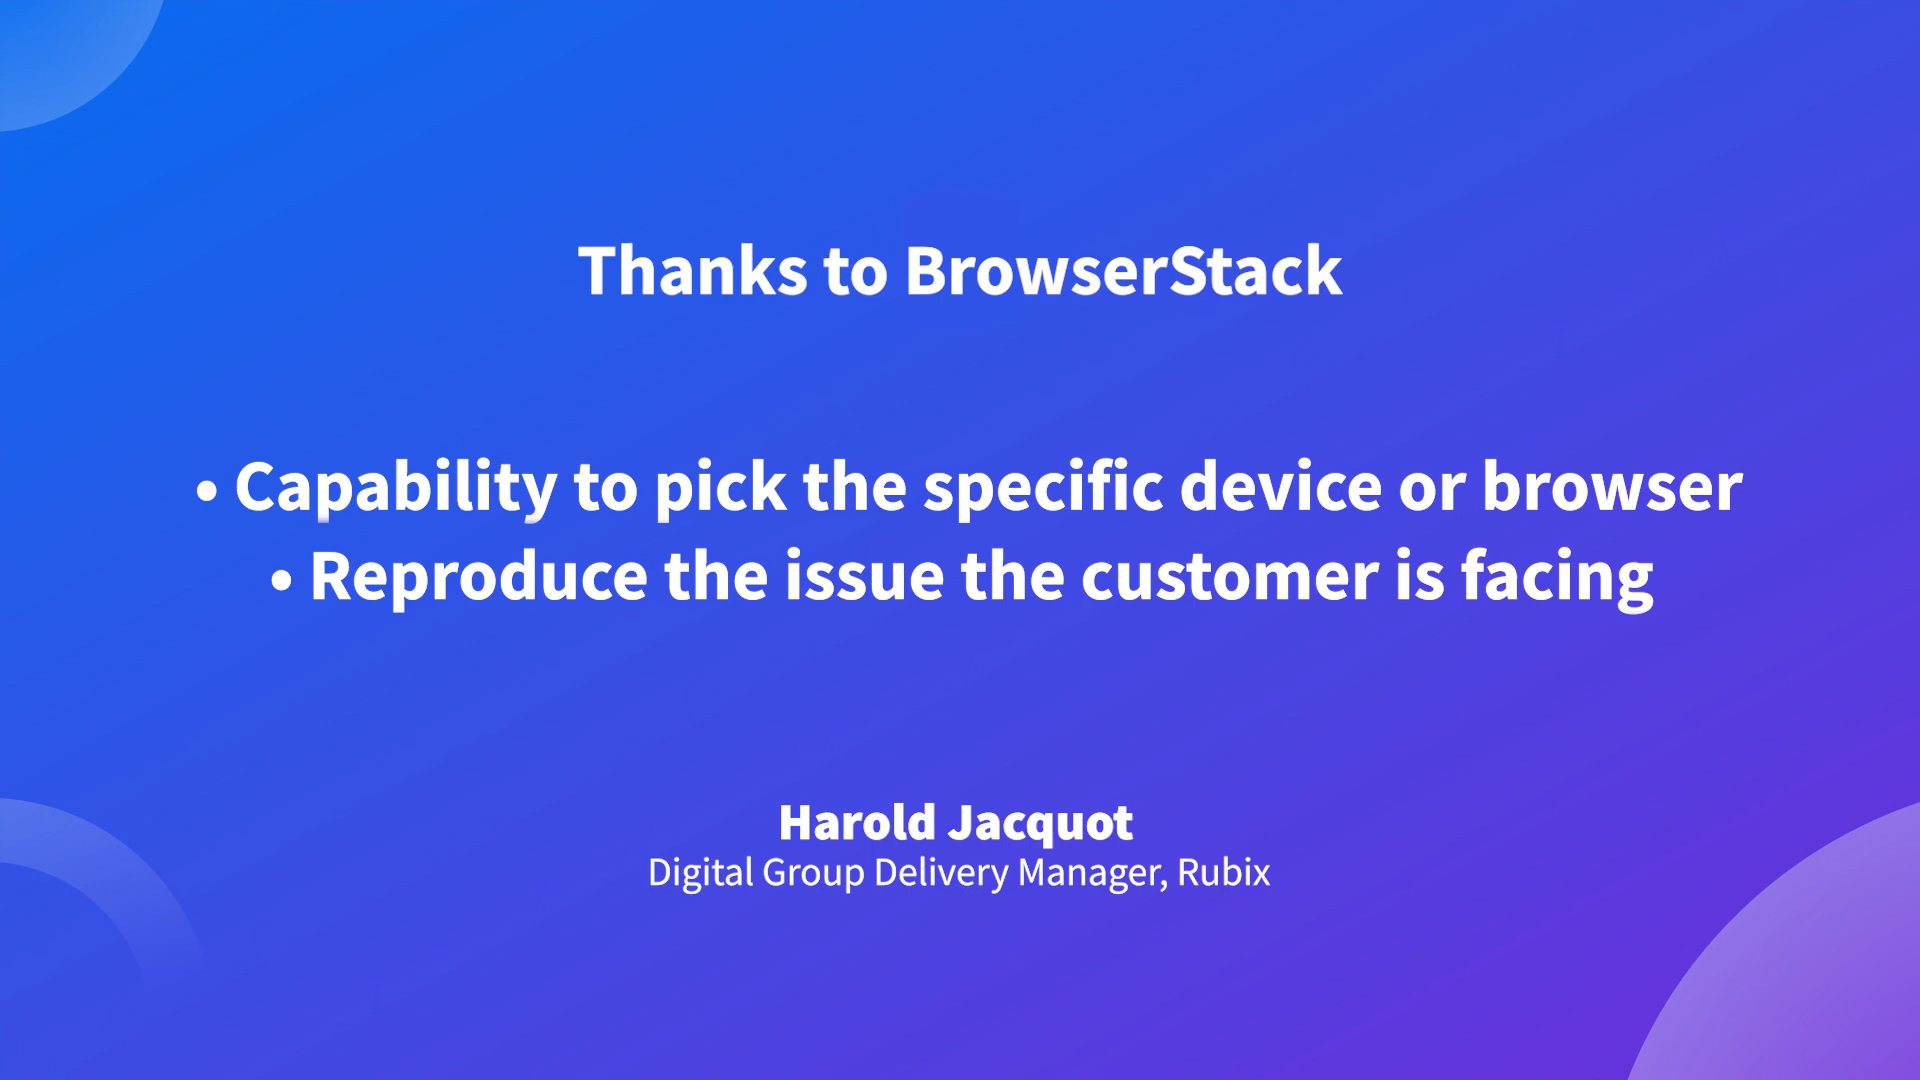 Thanks to BrowserStack
• Capability to pick the specific device or browser
• Reproduce the issue the customer is facing
Harold Jacquot
Digital Group Delivery Manager, Rubix